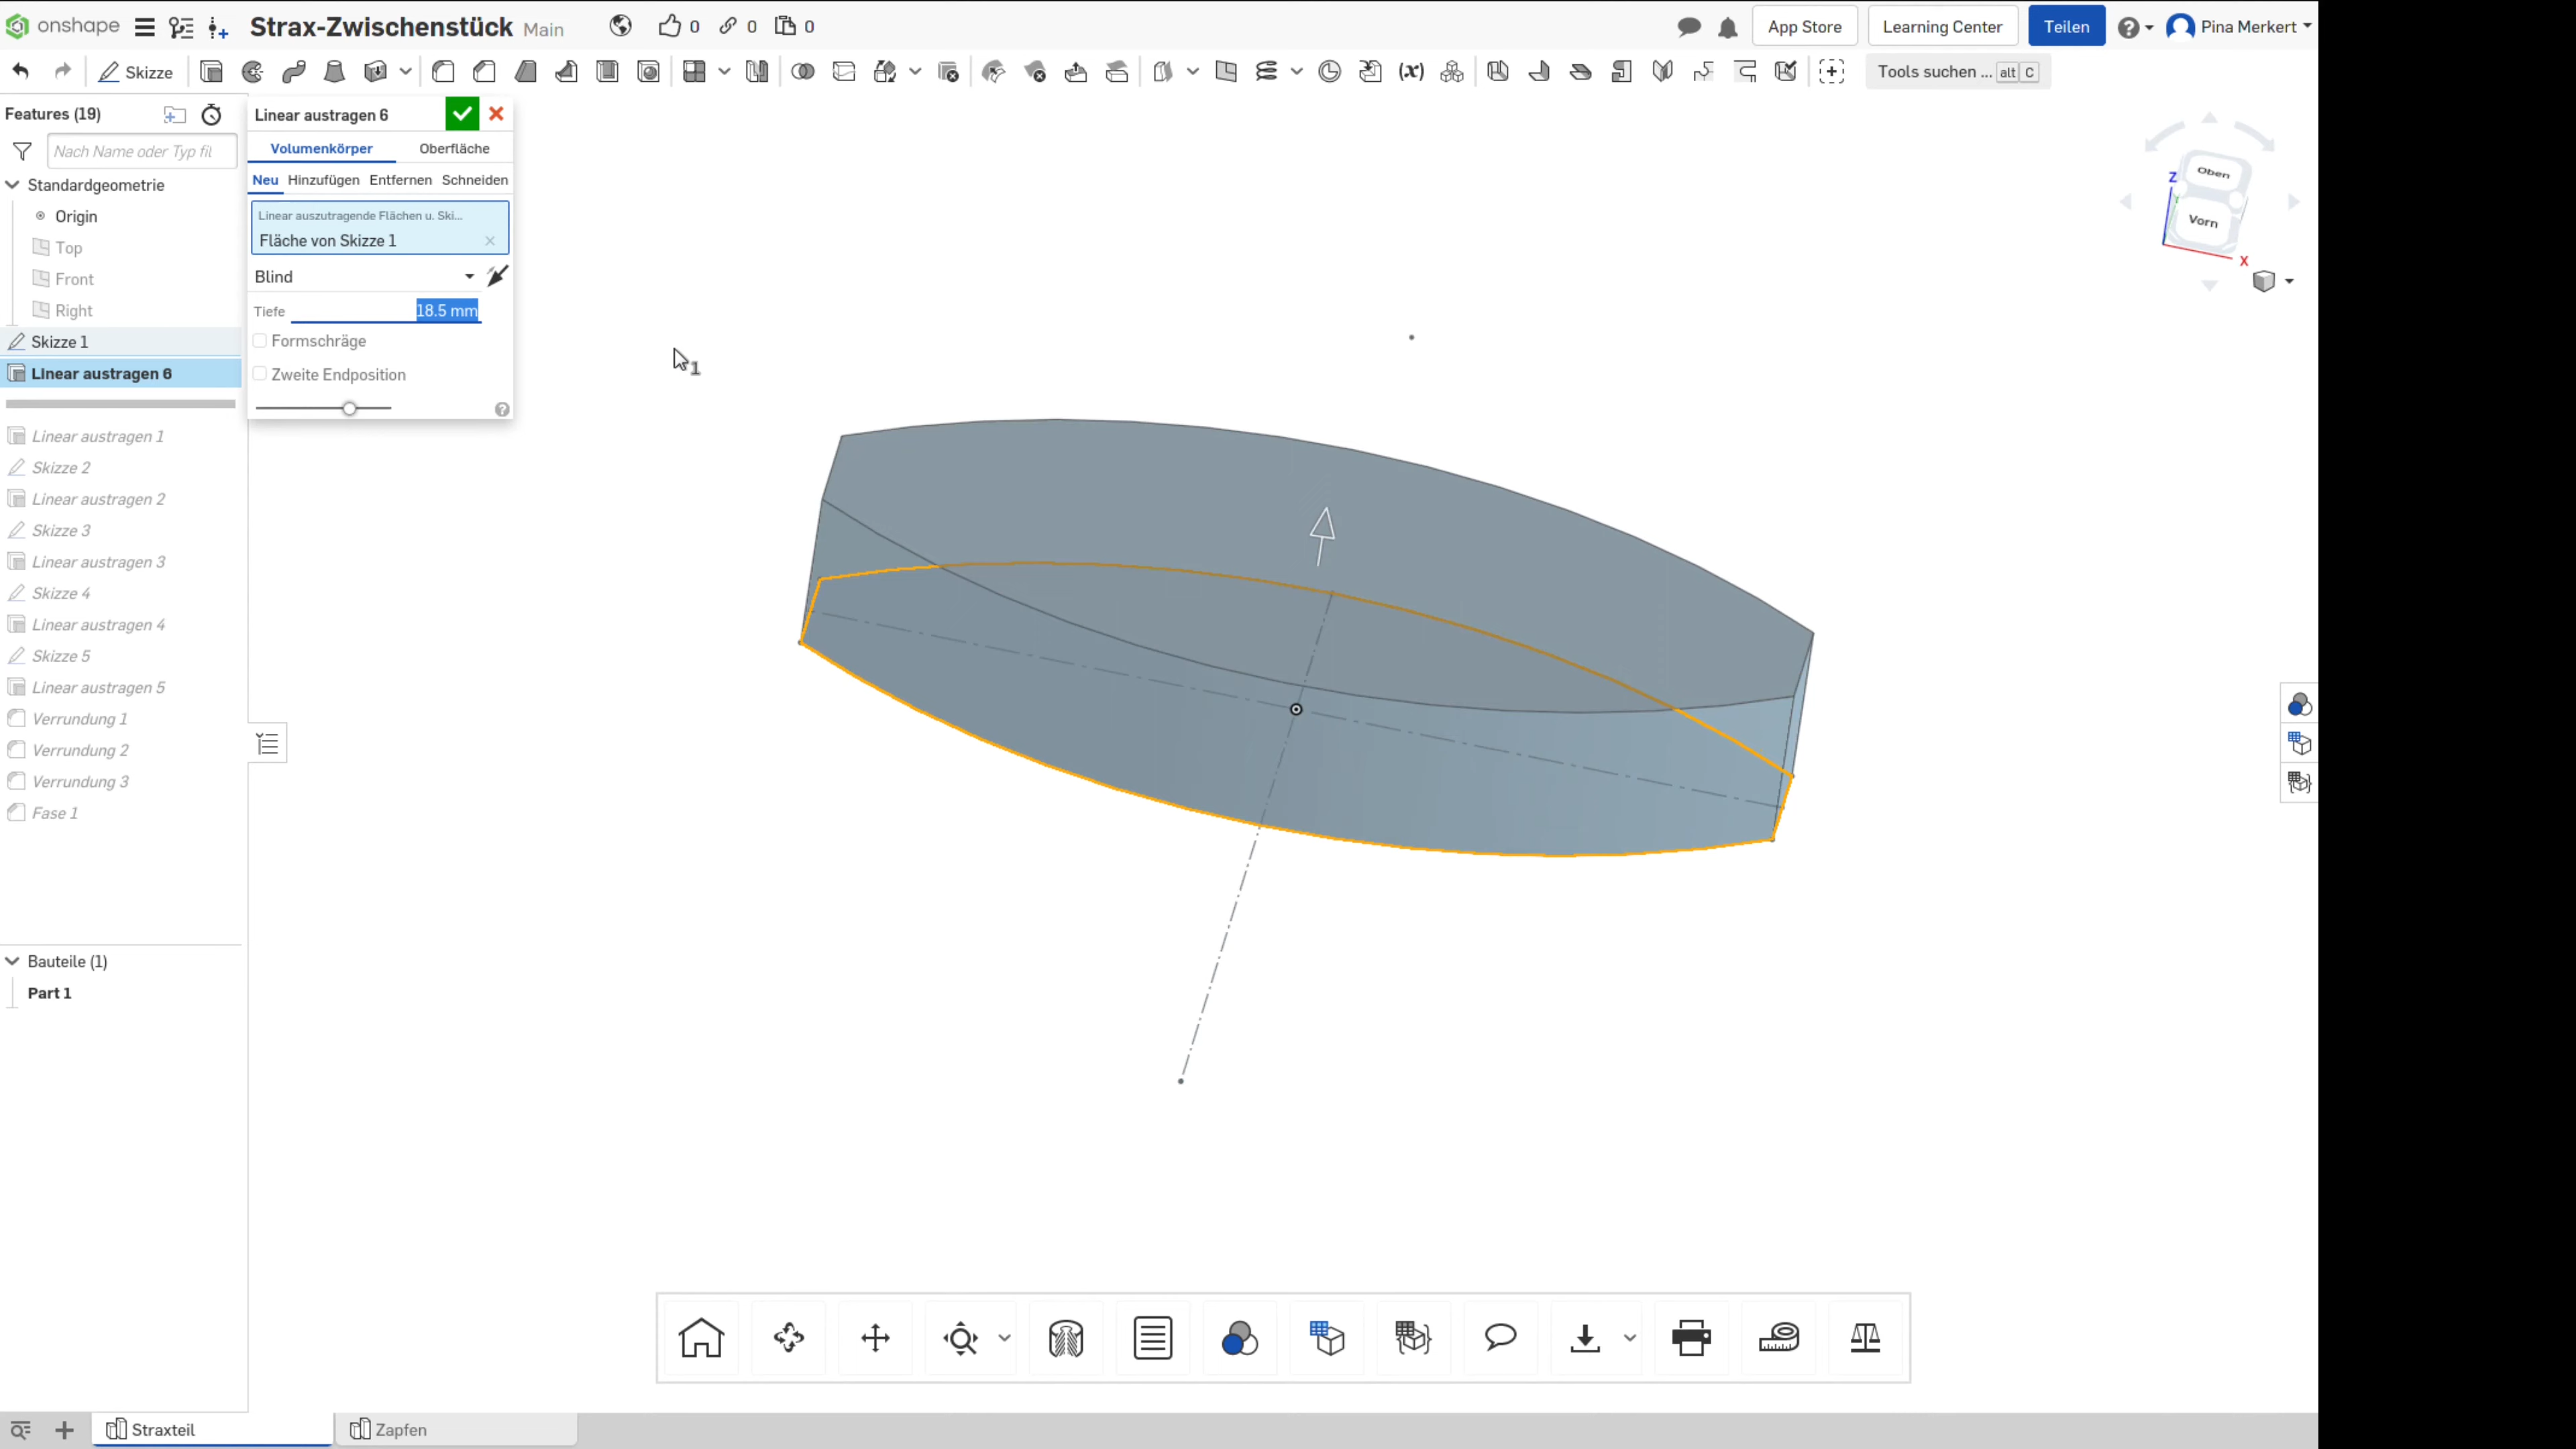 onshape Strax-Zwischenstück Main 0 0 0 App Store Learning Center Teilen Pina Merkert
Skizze Tools suchen ... alt C
Features (19)
Nach Name oder Typ fil
Standardgeometrie
Origin
Top
Front
Right
Skizze 1
Linear austragen 6
Linear austragen 1
Skizze 2
Linear austragen 2
Skizze 3
Linear austragen 3
Skizze 4
Linear austragen 4
Skizze 5
Linear austragen 5
Verrundung 1
Verrundung 2
Verrundung 3
Fase 1
Bauteile (1)
Part 1
Linear austragen 6
Volumenkörper Oberfläche
Neu Hinzufügen Entfernen Schneiden
Linear auszutragende Flächen u. Ski...
Fläche von Skizze 1
Blind
Tiefe 18.5 mm
Formschräge
Zweite Endposition
1
Oben
Z
Vorn
X
Straxteil Zapfen